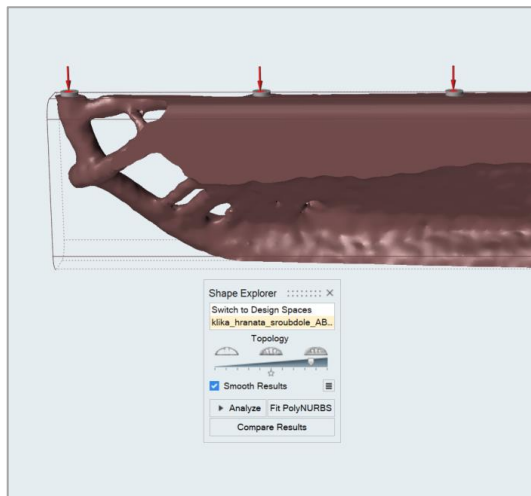 Shape Explorer
Switch to Design Spaces
klika_hranata_sroubdole_AB...
Topology
Smooth Results
Analyze Fit PolyNURBS
Compare Results